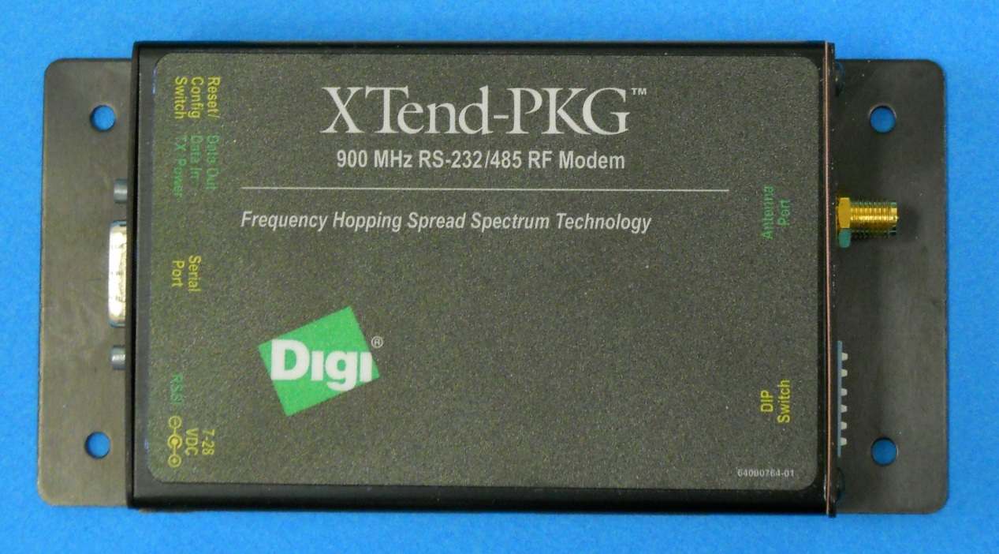 XTend-PKG™
900 MHz RS-232/485 RF Modem
Frequency Hopping Spread Spectrum Technology
Reset/
Config
Switch
Data Out
Data In
TX Power
Serial
Port
RSSI
7-28
VDC
Digi®
Antenna
Port
DIP
Switch
64000764-01